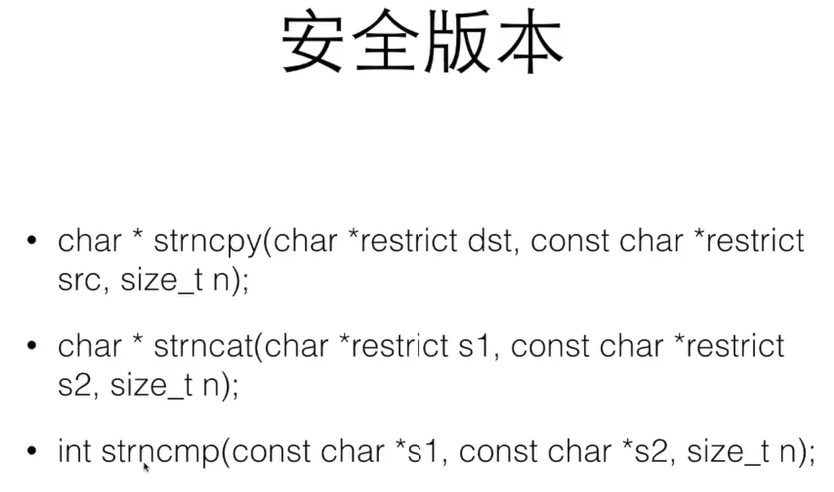 安全版本
• char * strncpy(char *restrict dst, const char *restrict
src, size_t n);
• char * strncat(char *restrict s1, const char *restrict
s2, size_t n);
• int strncmp(const char *s1, const char *s2, size_t n);